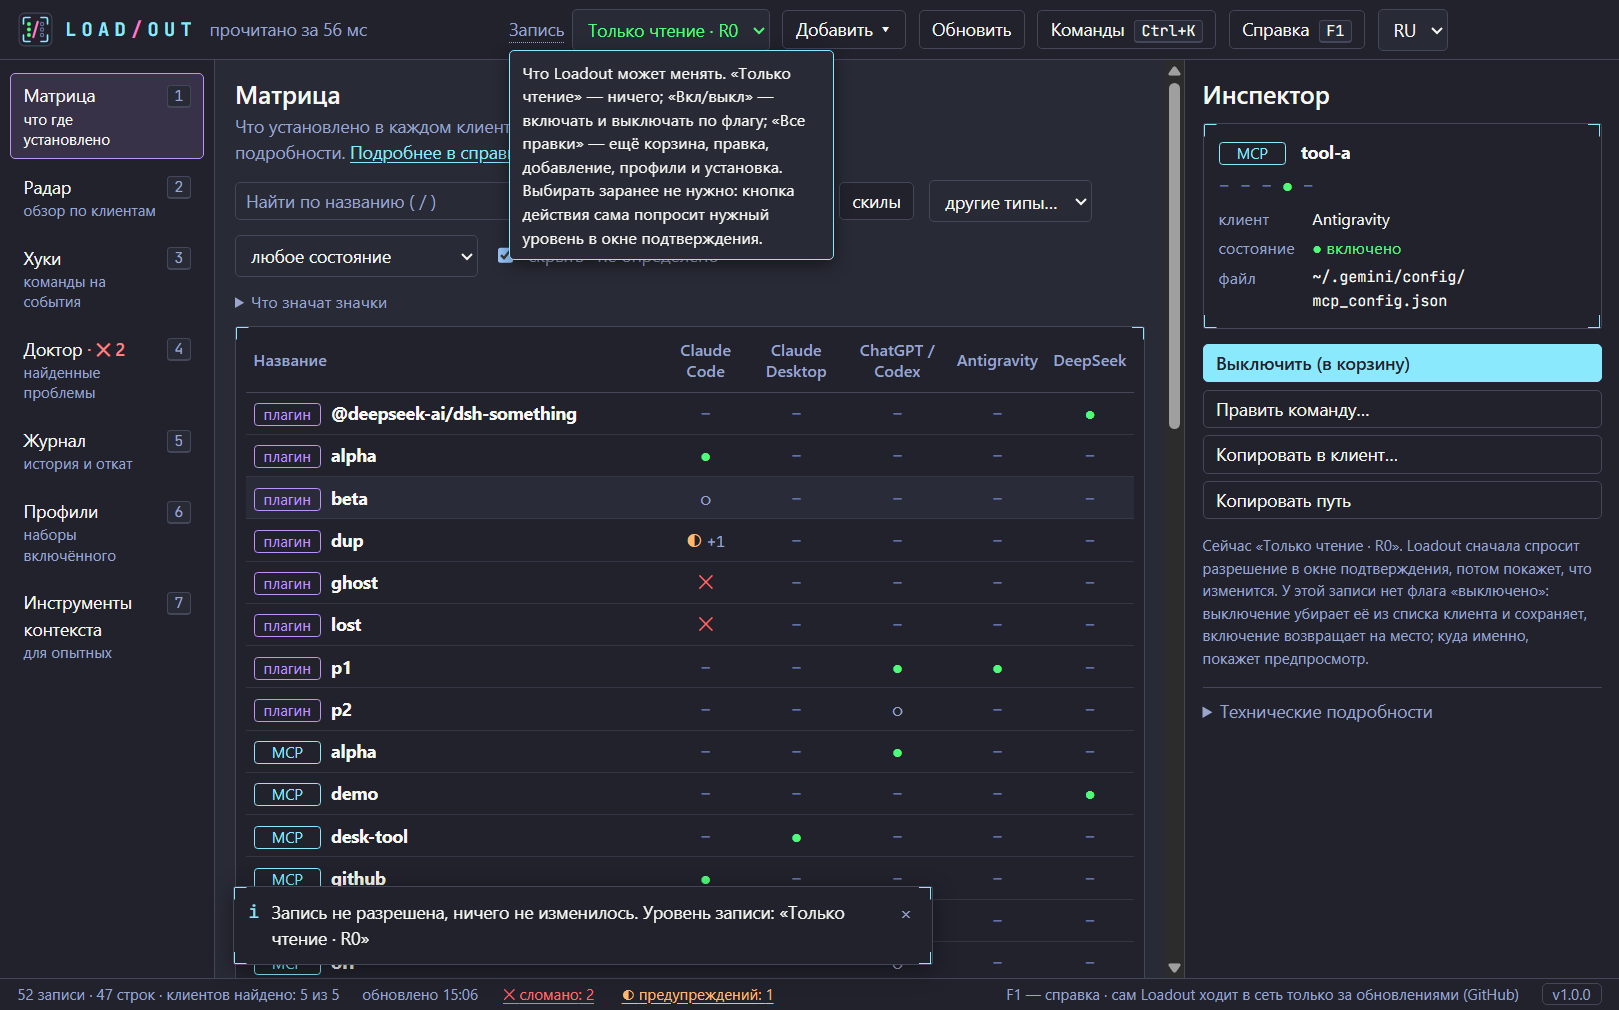 LOAD/OUT прочитано за 56 мс Запись Только чтение · R0 Добавить ▼ Обновить Команды Ctrl+K Справка F1 RU
Матрица 1
что где
установлено
Радар 2
обзор по клиентам
Хуки 3
команды на
события
Доктор · ✕ 2 4
найденные
проблемы
Журнал 5
история и откат
Профили 6
наборы
включённого
Инструменты 7
контекста
для опытных
Матрица
Что установлено в каждом клиент
подробности. Подробнее в справ
Что Loadout может менять. «Только
чтение» — ничего; «Вкл/выкл» —
включать и выключать по флагу; «Все
правки» — ещё корзина, правка,
добавление, профили и установка.
Выбирать заранее не нужно: кнопка
действия сама попросит нужный
уровень в окне подтверждения.
Найти по названию ( / ) скилы другие типы...
любое состояние
▶ Что значат значки
Название Claude Code Claude Desktop ChatGPT / Codex Antigravity DeepSeek
плагин @deepseek-ai/dsh-something – – – – ●
плагин alpha ● – – – –
плагин beta ○ – – – –
плагин dup ◐ +1 – – – –
плагин ghost ✕ – – – –
плагин lost ✕ – – – –
плагин p1 – – ● ● –
плагин p2 – – ○ – –
MCP alpha – – ● – –
MCP demo – – – – ●
MCP desk-tool – ● – – –
MCP github ● – – – –
i Запись не разрешена, ничего не изменилось. Уровень записи: «Только ×
чтение · R0»
Инспектор
MCP tool-a
– – – ● –
клиент Antigravity
состояние ● включено
файл ~/.gemini/config/
mcp_config.json
Выключить (в корзину)
Править команду...
Копировать в клиент...
Копировать путь
Сейчас «Только чтение · R0». Loadout сначала спросит
разрешение в окне подтверждения, потом покажет, что
изменится. У этой записи нет флага «выключено»:
выключение убирает её из списка клиента и сохраняет,
включение возвращает на место; куда именно,
покажет предпросмотр.
▶ Технические подробности
52 записи · 47 строк · клиентов найдено: 5 из 5 обновлено 15:06 ✕ сломано: 2 ◐ предупреждений: 1 F1 — справка · сам Loadout ходит в сеть только за обновлениями (GitHub) v1.0.0